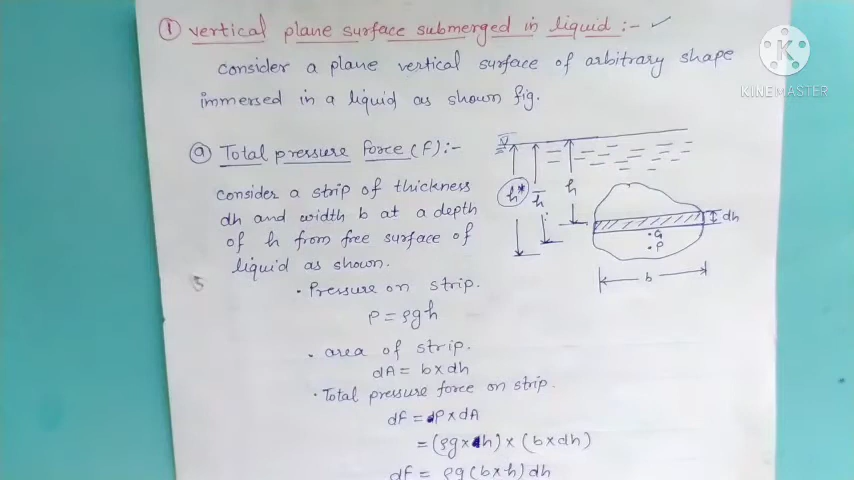 ① vertical plane surface submerged in liquid :- ✓
consider a plane vertical surface of arbitrary shape
immersed in a liquid as shown fig.
K
KINEMASTER
ⓐ Total pressure force (F) :-
consider a strip of thickness
dh and width b at a depth
of h from free surface of
liquid as shown.
h*
h̄
h
dh
G
P
b
• Pressure on strip.
P = ρgh
• area of strip.
dA = b×dh
• Total pressure force on strip.
dF = P×dA
= (ρg×h) × (b×dh)
dF = ρg(b×h)dh